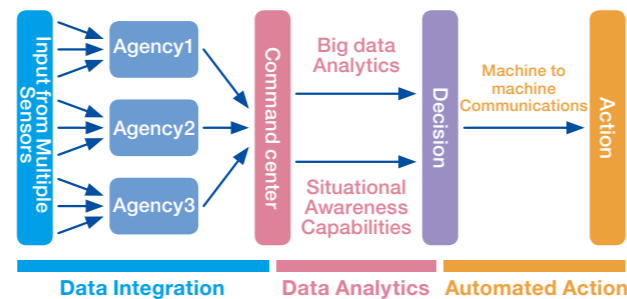 Input from Multiple
Sensors
Agency1
Agency2
Agency3
Command center
Big data
Analytics
Situational
Awareness
Capabilities
Decision
Machine to
machine
Communications
Action
Data Integration
Data Analytics
Automated Action